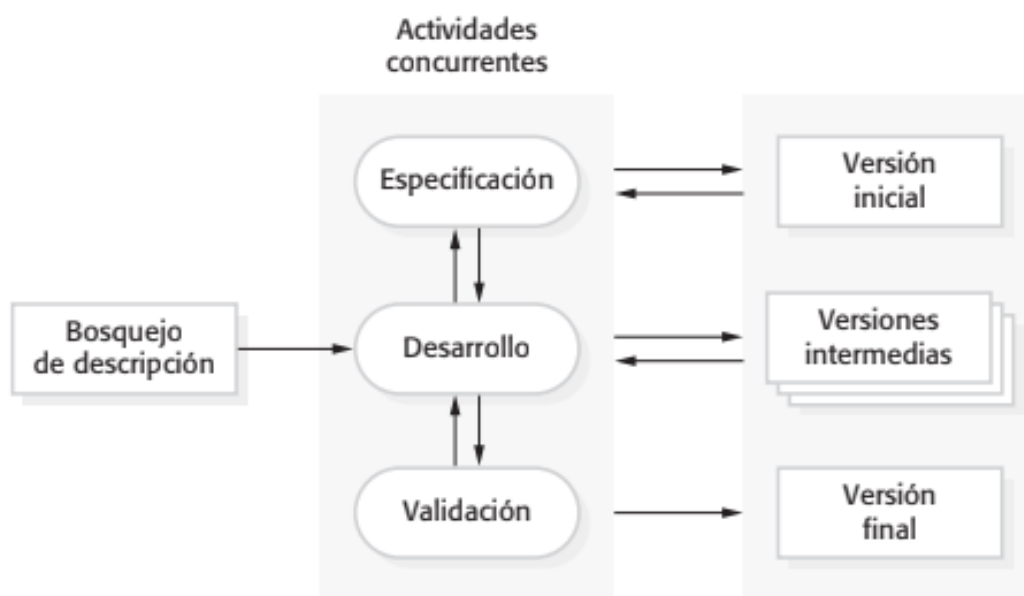 Actividades
concurrentes
Especificación
Versión
inicial
Bosquejo
de descripción
Desarrollo
Versiones
intermedias
Validación
Versión
final